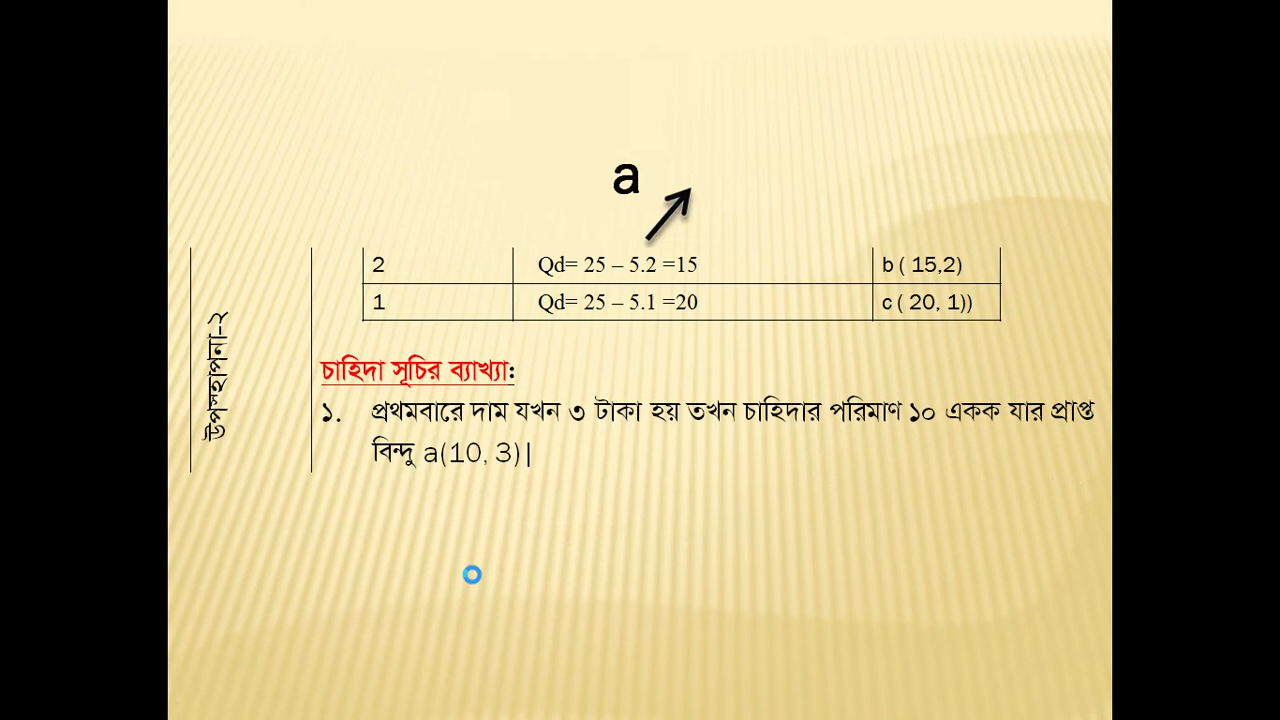 a
2 Qd= 25 – 5.2 =15 b ( 15,2)
1 Qd= 25 – 5.1 =20 c ( 20, 1))
উপস্হাপনা-২
চাহিদা সূচির ব্যাখ্যা:
১. প্রথমবারে দাম যখন ৩ টাকা হয় তখন চাহিদার পরিমাণ ১০ একক যার প্রাপ্ত
বিন্দু a(10, 3)|